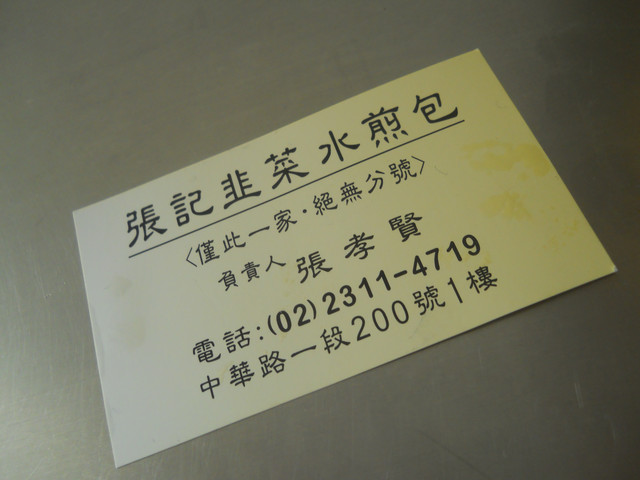 張記韭菜水煎包
〈僅此一家·絕無分號〉
負責人 張孝賢
電話:(02)2311-4719
中華路一段200號1樓